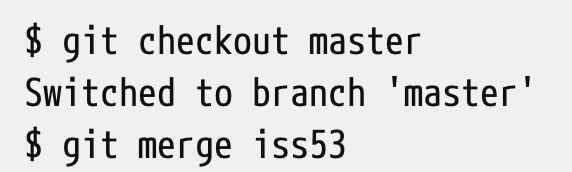 $ git checkout master
Switched to branch 'master'
$ git merge iss53